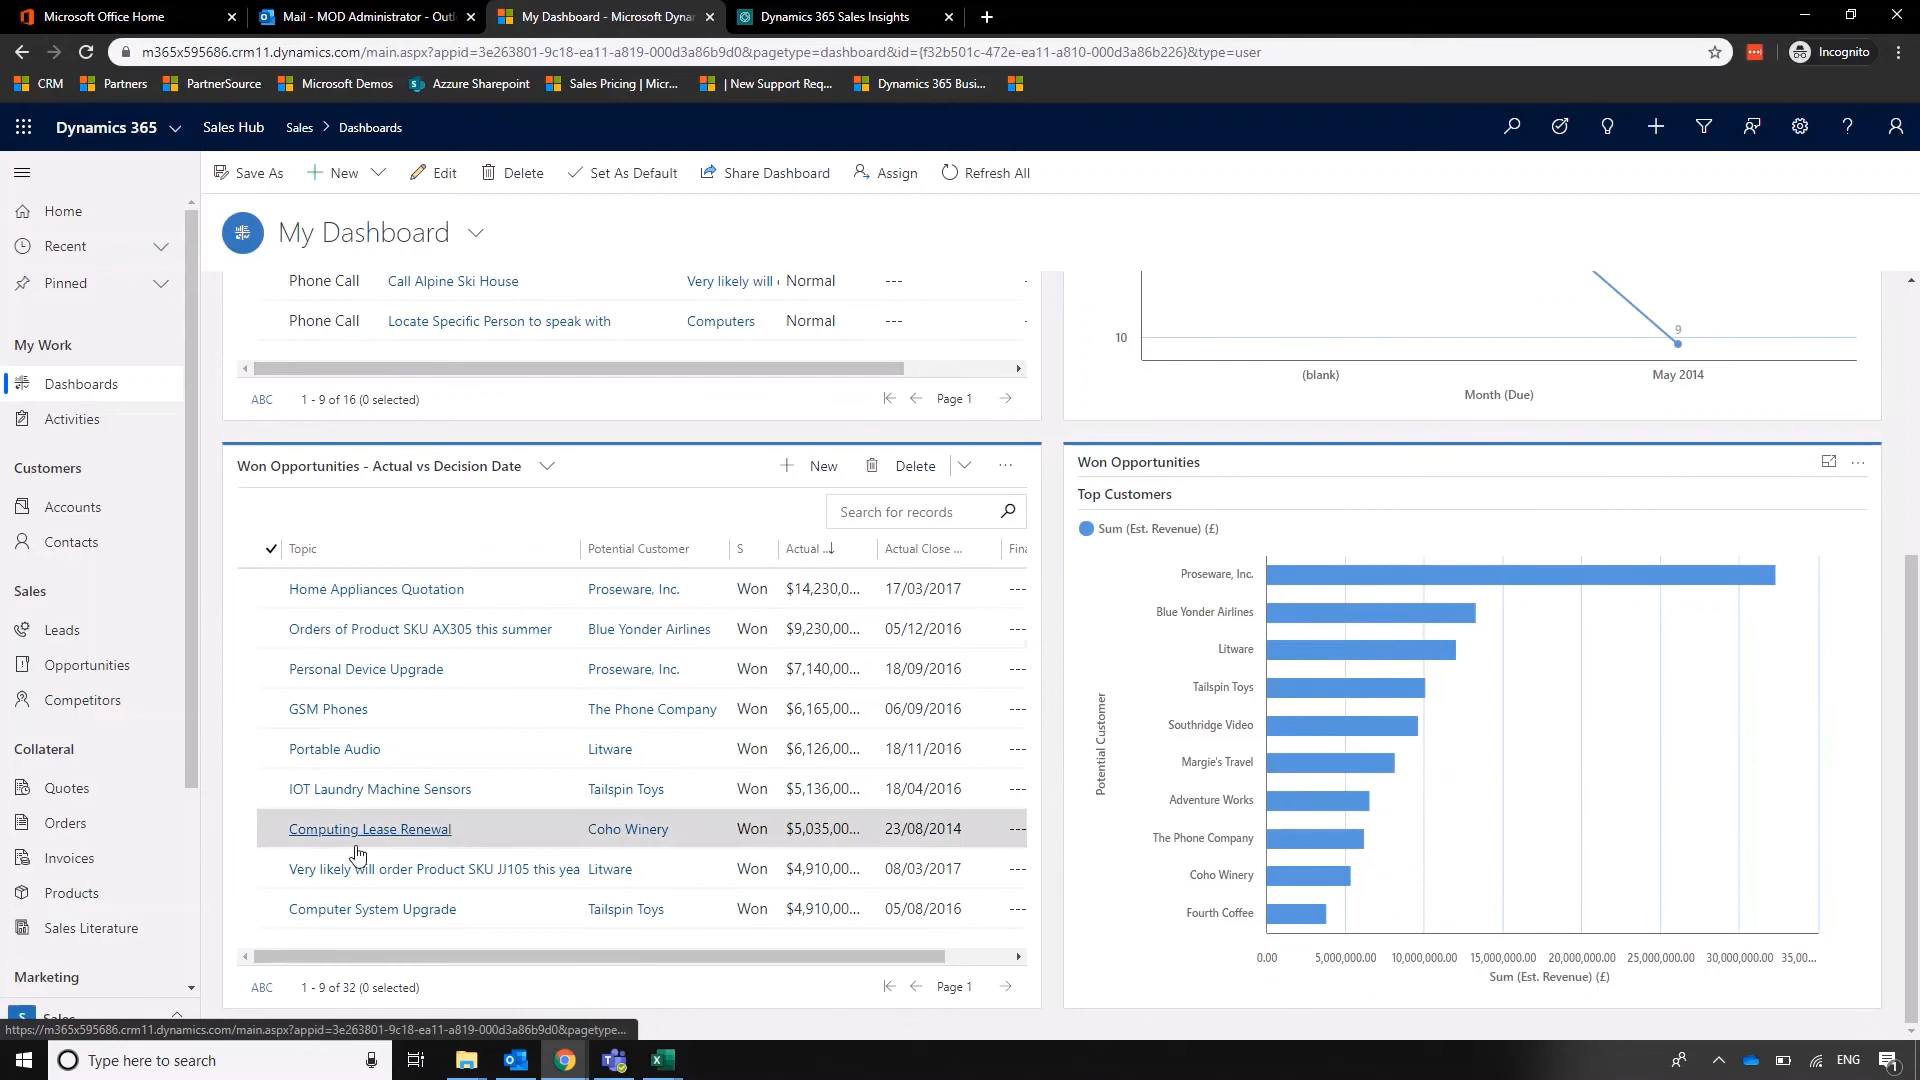 Microsoft Office Home
Mail - MOD Administrator - Outl
My Dashboard - Microsoft Dyna
Dynamics 365 Sales Insights
m365x595686.crm11.dynamics.com/main.aspx?appid=3e263801-9c18-ea11-a819-000d3a86b9d0&pagetype=dashboard&id={f32b501c-472e-ea11-a810-000d3a86b226}&type=user
Incognito
CRM
Partners
PartnerSource
Microsoft Demos
Azzure Sharepoint
Sales Pricing | Micr...
| New Support Req...
Dynamics 365 Busi...
Dynamics 365
Sales Hub
Sales > Dashboards
Save As
New
Edit
Delete
Set As Default
Share Dashboard
Assign
Refresh All
Home
Recent
Pinned
My Work
Dashboards
Activities
Customers
Accounts
Contacts
Sales
Leads
Opportunities
Competitors
Collateral
Quotes
Orders
Invoices
Products
Sales Literature
Marketing
S Sales
My Dashboard
Phone Call Call Alpine Ski House Very likely will Normal ---
Phone Call Locate Specific Person to speak with Computers Normal ---
ABC 1 - 9 of 16 (0 selected) Page 1
9
10
(blank) May 2014
Month (Due)
Won Opportunities - Actual vs Decision Date
New
Delete
...
Search for records
Topic Potential Customer S Actual ... Actual Close ... Fina
Home Appliances Quotation Proseware, Inc. Won $14,230,0... 17/03/2017 ---
Orders of Product SKU AX305 this summer Blue Yonder Airlines Won $9,230,00... 05/12/2016 ---
Personal Device Upgrade Proseware, Inc. Won $7,140,00... 18/09/2016 ---
GSM Phones The Phone Company Won $6,165,00... 06/09/2016 ---
Portable Audio Litware Won $6,126,00... 18/11/2016 ---
IOT Laundry Machine Sensors Tailspin Toys Won $5,136,00... 18/04/2016 ---
Computing Lease Renewal Coho Winery Won $5,035,00... 23/08/2014 ---
Very likely will order Product SKU JJ105 this yea Litware Won $4,910,00... 08/03/2017 ---
Computer System Upgrade Tailspin Toys Won $4,910,00... 05/08/2016 ---
ABC 1 - 9 of 32 (0 selected) Page 1
Won Opportunities
...
Top Customers
Sum (Est. Revenue) (£)
Potential Customer
Proseware, Inc.
Blue Yonder Airlines
Litware
Tailspin Toys
Southridge Video
Margie's Travel
Adventure Works
The Phone Company
Coho Winery
Fourth Coffee
0.00 5,000,000.00 10,000,000.00 15,000,000.00 20,000,000.00 25,000,000.00 30,000,000.00 35,00...
Sum (Est. Revenue) (£)
https://m365x595686.crm11.dynamics.com/main.aspx?appid=3e263801-9c18-ea11-a819-000d3a86b9d0&pagetype...
Type here to search
ENG
1